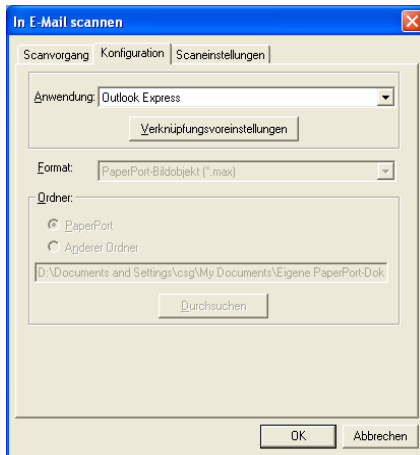 In E-Mail scannen
Scanvorgang Konfiguration Scaneinstellungen
Anwendung: Outlook Express
Verknüpfungsvoreinstellungen
Format: PaperPort-Bildobjekt (*.max)
Ordner:
PaperPort
Anderer Ordner
D:\Documents and Settings\csg\My Documents\Eigene PaperPort-Dok
Durchsuchen
OK Abbrechen